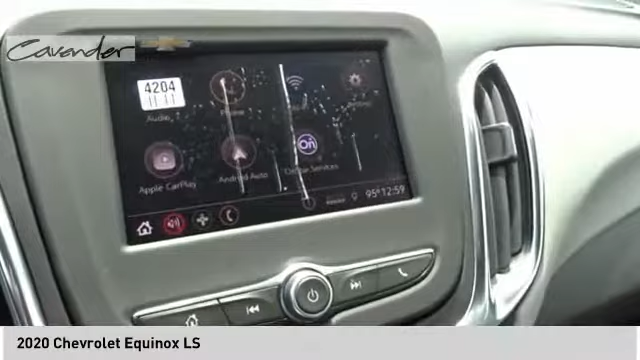 Cavender
4204
Audio
Phone
Apple CarPlay
Android Auto
OnStar Services
95° 12:59
2020 Chevrolet Equinox LS